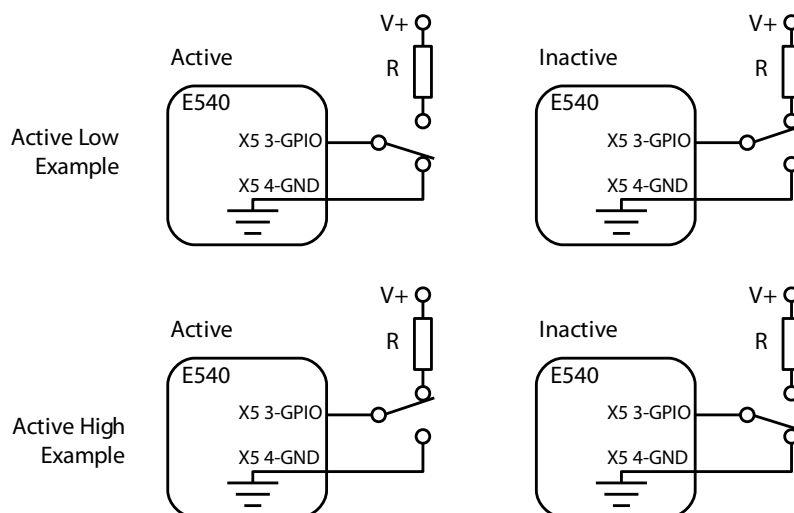 V+
V+
Active
R
Inactive
R
E540
E540
Active Low
Example
X5 3-GPIO
X5 3-GPIO
X5 4-GND
X5 4-GND
V+
V+
Active
R
Inactive
R
E540
E540
Active High
Example
X5 3-GPIO
X5 3-GPIO
X5 4-GND
X5 4-GND